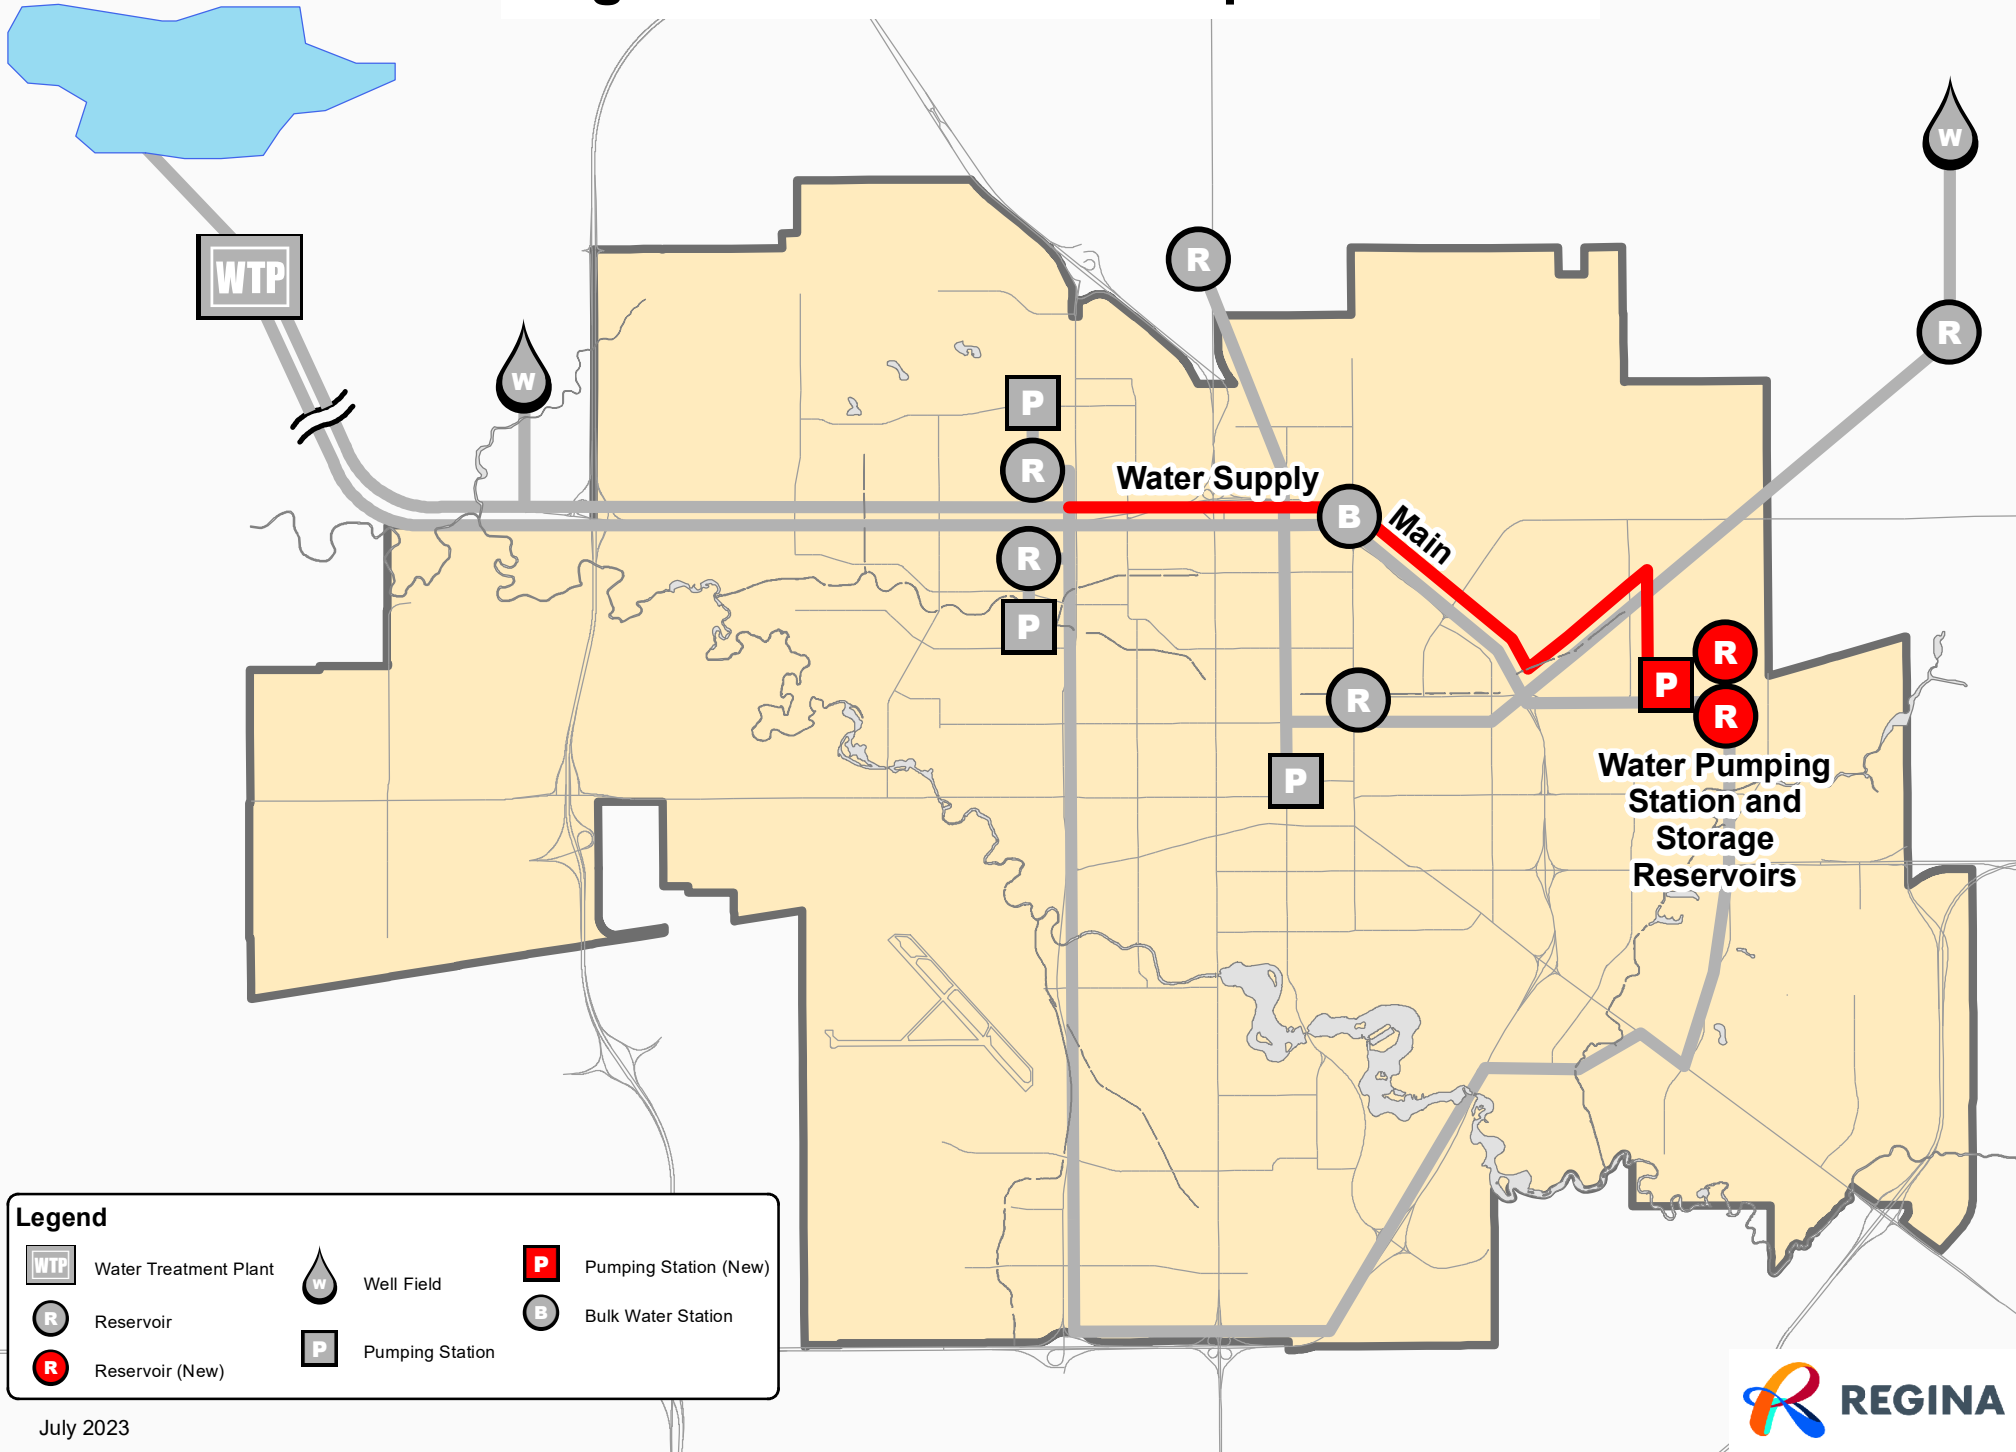 WTP
W
W
R
R
P
R
Water Supply
B
Main
R
P
R
P
R
R
P
P
Water Pumping
Station and
Storage
Reservoirs
Legend
WTP Water Treatment Plant
R Reservoir
R Reservoir (New)
W Well Field
P Pumping Station
P Pumping Station (New)
B Bulk Water Station
July 2023
REGINA